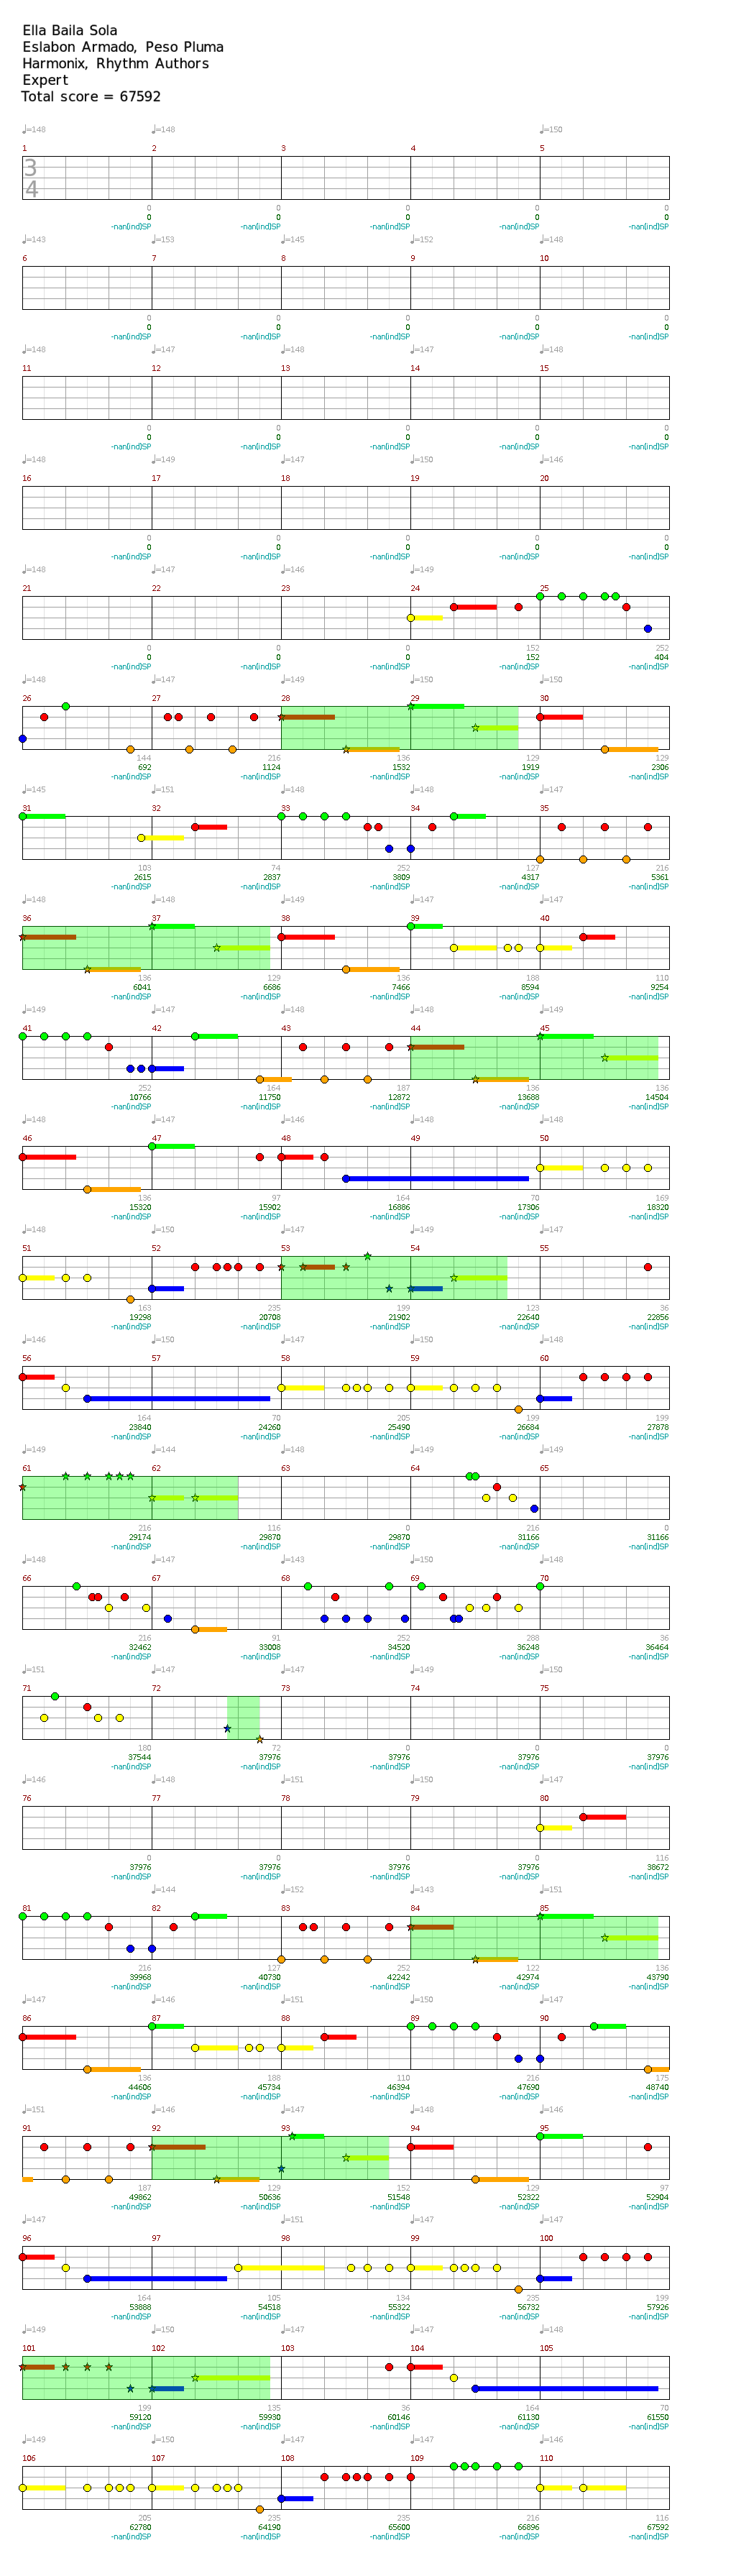 Ella Baila Sola
Eslabon Armado, Peso Pluma
Harmonix, Rhythm Authors
Expert
Total score = 67592
♩=148 ♩=148 ♩=150
1 2 3 4 5
3
4
0 0 0 0 0
0 0 0 0 0
-nan(ind)SP -nan(ind)SP -nan(ind)SP -nan(ind)SP -nan(ind)SP
♩=143 ♩=153 ♩=145 ♩=152 ♩=148
6 7 8 9 10
0 0 0 0 0
0 0 0 0 0
-nan(ind)SP -nan(ind)SP -nan(ind)SP -nan(ind)SP -nan(ind)SP
♩=148 ♩=147 ♩=148 ♩=147 ♩=148
11 12 13 14 15
0 0 0 0 0
0 0 0 0 0
-nan(ind)SP -nan(ind)SP -nan(ind)SP -nan(ind)SP -nan(ind)SP
♩=148 ♩=149 ♩=147 ♩=150 ♩=146
16 17 18 19 20
0 0 0 0 0
0 0 0 0 0
-nan(ind)SP -nan(ind)SP -nan(ind)SP -nan(ind)SP -nan(ind)SP
♩=148 ♩=147 ♩=146 ♩=149
21 22 23 24 25
0 0 0 152 252
0 0 0 152 404
-nan(ind)SP -nan(ind)SP -nan(ind)SP -nan(ind)SP -nan(ind)SP
♩=148 ♩=147 ♩=149 ♩=150 ♩=150
26 27 28 29 30
144 216 136 129 129
692 1124 1532 1919 2306
-nan(ind)SP -nan(ind)SP -nan(ind)SP -nan(ind)SP -nan(ind)SP
♩=145 ♩=151 ♩=148 ♩=148 ♩=147
31 32 33 34 35
103 74 252 127 216
2615 2837 3809 4317 5361
-nan(ind)SP -nan(ind)SP -nan(ind)SP -nan(ind)SP -nan(ind)SP
♩=148 ♩=148 ♩=149 ♩=147 ♩=147
36 37 38 39 40
136 129 136 188 110
6041 6686 7466 8594 9254
-nan(ind)SP -nan(ind)SP -nan(ind)SP -nan(ind)SP -nan(ind)SP
♩=149 ♩=147 ♩=147 ♩=148 ♩=149
41 42 43 44 45
252 164 187 136 136
10766 11750 12872 13688 14504
-nan(ind)SP -nan(ind)SP -nan(ind)SP -nan(ind)SP -nan(ind)SP
♩=148 ♩=147 ♩=146 ♩=148 ♩=148
46 47 48 49 50
136 97 164 70 169
15320 15902 16886 17306 18320
-nan(ind)SP -nan(ind)SP -nan(ind)SP -nan(ind)SP -nan(ind)SP
♩=148 ♩=150 ♩=148 ♩=149 ♩=147
51 52 53 54 55
163 235 199 123 36
19298 20708 21902 22640 22856
-nan(ind)SP -nan(ind)SP -nan(ind)SP -nan(ind)SP -nan(ind)SP
♩=146 ♩=150 ♩=150 ♩=147 ♩=148
56 57 58 59 60
164 70 205 199 199
23840 24260 25490 26684 27878
-nan(ind)SP -nan(ind)SP -nan(ind)SP -nan(ind)SP -nan(ind)SP
♩=149 ♩=144 ♩=148 ♩=149 ♩=149
61 62 63 64 65
216 116 0 216 0
29174 29870 29870 31166 31166
-nan(ind)SP -nan(ind)SP -nan(ind)SP -nan(ind)SP -nan(ind)SP
♩=148 ♩=147 ♩=143 ♩=150 ♩=148
66 67 68 69 70
216 91 252 288 36
32462 33008 34520 36248 36464
-nan(ind)SP -nan(ind)SP -nan(ind)SP -nan(ind)SP -nan(ind)SP
♩=151 ♩=147 ♩=147 ♩=149 ♩=150
71 72 73 74 75
180 72 0 0 0
37544 37976 37976 37976 37976
-nan(ind)SP -nan(ind)SP -nan(ind)SP -nan(ind)SP -nan(ind)SP
♩=146 ♩=148 ♩=151 ♩=150 ♩=147
76 77 78 79 80
0 0 0 0 116
37976 37976 37976 37976 38672
-nan(ind)SP -nan(ind)SP -nan(ind)SP -nan(ind)SP -nan(ind)SP
♩=144 ♩=152 ♩=143 ♩=151
81 82 83 84 85
216 127 252 122 136
39968 40730 42242 42974 43790
-nan(ind)SP -nan(ind)SP -nan(ind)SP -nan(ind)SP -nan(ind)SP
♩=147 ♩=146 ♩=151 ♩=150 ♩=147
86 87 88 89 90
136 188 110 216 175
44606 45734 46394 47690 48740
-nan(ind)SP -nan(ind)SP -nan(ind)SP -nan(ind)SP -nan(ind)SP
♩=151 ♩=146 ♩=147 ♩=148 ♩=146
91 92 93 94 95
187 129 152 129 97
49862 50636 51548 52322 52904
-nan(ind)SP -nan(ind)SP -nan(ind)SP -nan(ind)SP -nan(ind)SP
♩=147 ♩=151 ♩=147 ♩=147
96 97 98 99 100
164 105 134 235 199
53888 54518 55322 56732 57926
-nan(ind)SP -nan(ind)SP -nan(ind)SP -nan(ind)SP -nan(ind)SP
♩=149 ♩=150 ♩=147 ♩=147 ♩=148
101 102 103 104 105
199 135 36 164 70
59120 59930 60146 61130 61550
-nan(ind)SP -nan(ind)SP -nan(ind)SP -nan(ind)SP -nan(ind)SP
♩=149 ♩=150 ♩=147 ♩=147 ♩=146
106 107 108 109 110
205 235 235 216 116
62780 64190 65600 66896 67592
-nan(ind)SP -nan(ind)SP -nan(ind)SP -nan(ind)SP -nan(ind)SP